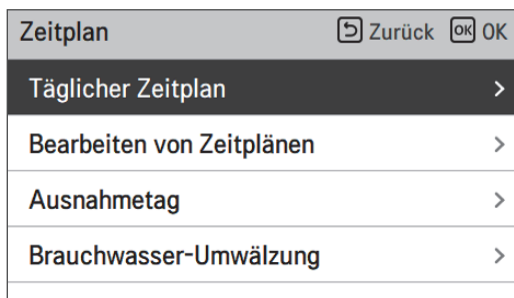 Zeitplan Zurück OK OK
Täglicher Zeitplan
Bearbeiten von Zeitplänen
Ausnahmetag
Brauchwasser-Umwälzung